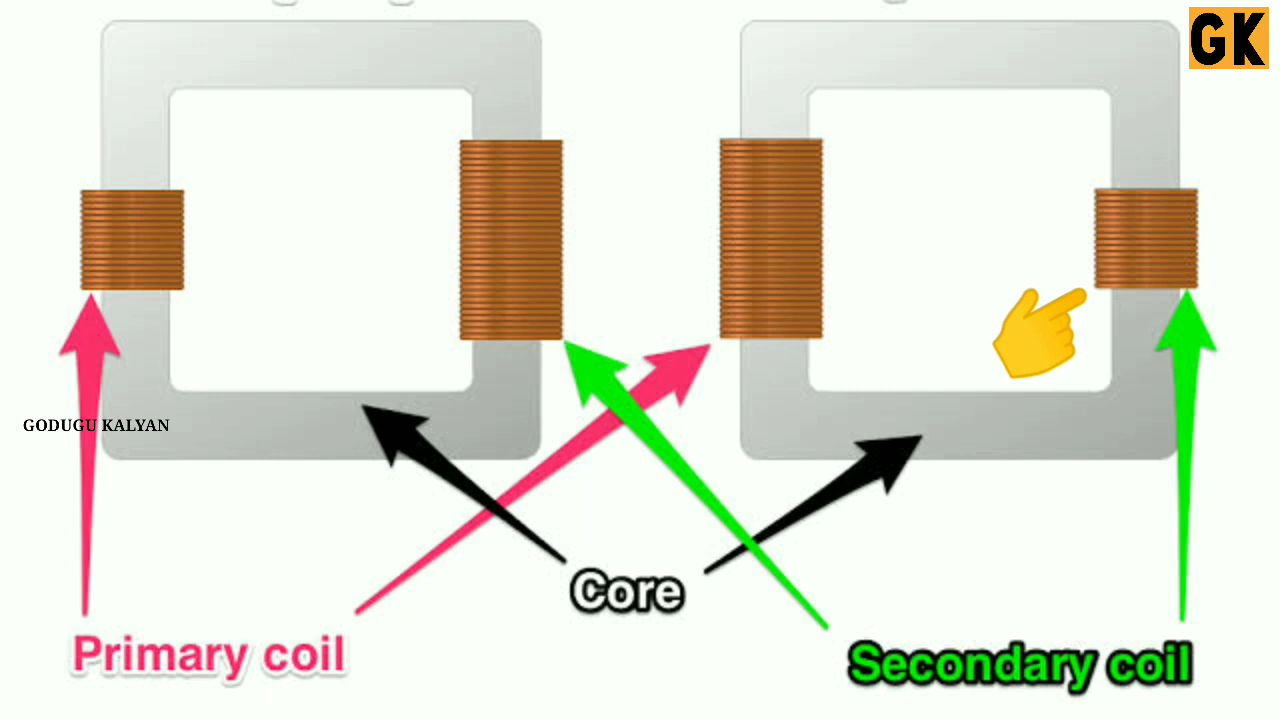 GK
GODUGU KALYAN
Core
Primary coil
Secondary coil